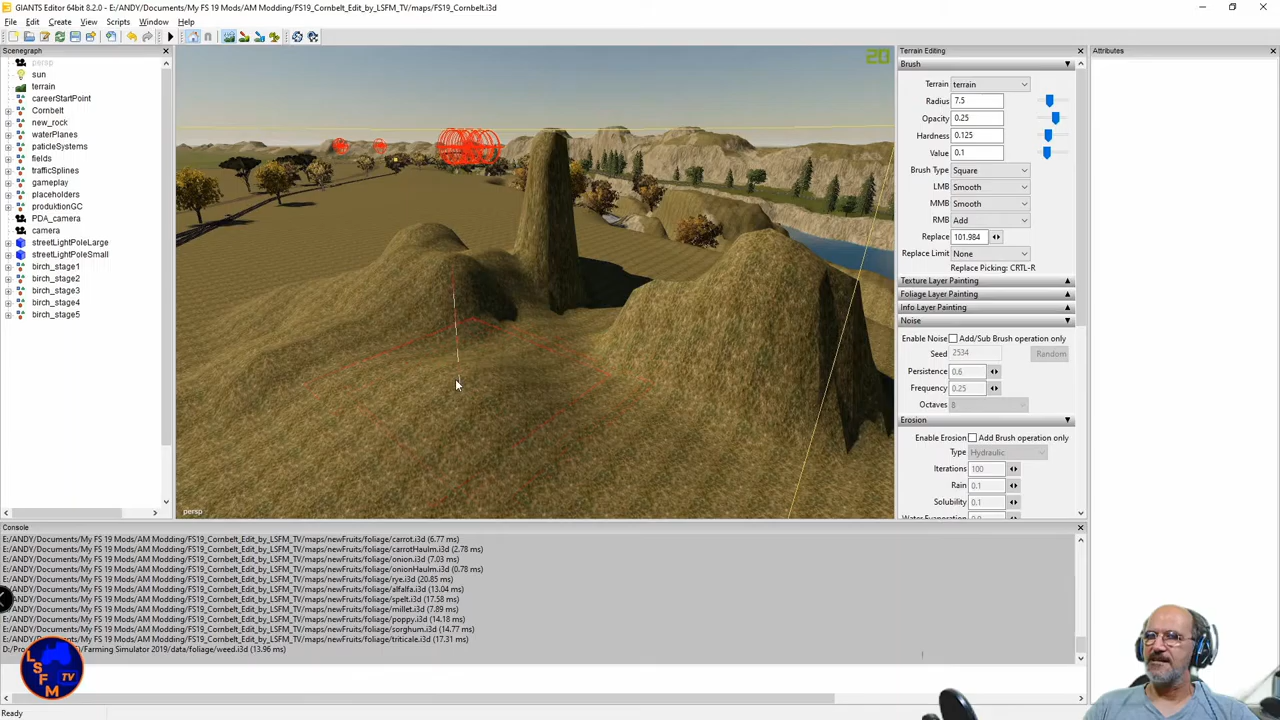 GIANTS Editor 64bit - 8.2.0 - E:/ANDY/Documents/My FS 19 Mods/AM Modding/FS19_Cornbelt_Edit_by_LSFM_TV/maps/FS19_Cornbelt.i3d
File Edit Create View Scripts Window Help
Scenegraph
persp
sun
terrain
careerStartPoint
Cornbelt
new_rock
waterPlanes
paticleSystems
fields
trafficSplines
gameplay
placeholders
produktionGC
PDA_camera
camera
streetLightPoleLarge
streetLightPoleSmall
birch_stage1
birch_stage2
birch_stage3
birch_stage4
birch_stage5
20
persp
Terrain Editing
Brush
Terrain terrain
Radius 7.5
Opacity 0.25
Hardness 0.125
Value 0.1
Brush Type Square
LMB Smooth
MMB Smooth
RMB Add
Replace 101.984
Replace Limit None
Replace Picking: CRTL-R
Texture Layer Painting
Foliage Layer Painting
Info Layer Painting
Noise
Enable Noise Add/Sub Brush operation only
Seed 2534 Random
Persistence 0.6
Frequency 0.25
Octaves 8
Erosion
Enable Erosion Add Brush operation only
Type Hydraulic
Iterations 100
Rain 0.1
Solubility 0.1
Water Evaporation
Attributes
Console
E:/ANDY/Documents/My FS 19 Mods/AM Modding/FS19_Cornbelt_Edit_by_LSFM_TV/maps/newFruits/foliage/carrot.i3d (6.77 ms)
E:/ANDY/Documents/My FS 19 Mods/AM Modding/FS19_Cornbelt_Edit_by_LSFM_TV/maps/newFruits/foliage/carrotHaulm.i3d (2.78 ms)
E:/ANDY/Documents/My FS 19 Mods/AM Modding/FS19_Cornbelt_Edit_by_LSFM_TV/maps/newFruits/foliage/onion.i3d (7.03 ms)
E:/ANDY/Documents/My FS 19 Mods/AM Modding/FS19_Cornbelt_Edit_by_LSFM_TV/maps/newFruits/foliage/onionHaulm.i3d (0.78 ms)
E:/ANDY/Documents/My FS 19 Mods/AM Modding/FS19_Cornbelt_Edit_by_LSFM_TV/maps/newFruits/foliage/rye.i3d (20.85 ms)
E:/ANDY/Documents/My FS 19 Mods/AM Modding/FS19_Cornbelt_Edit_by_LSFM_TV/maps/newFruits/foliage/alfalfa.i3d (13.04 ms)
E:/ANDY/Documents/My FS 19 Mods/AM Modding/FS19_Cornbelt_Edit_by_LSFM_TV/maps/newFruits/foliage/spelt.i3d (17.58 ms)
E:/ANDY/Documents/My FS 19 Mods/AM Modding/FS19_Cornbelt_Edit_by_LSFM_TV/maps/newFruits/foliage/millet.i3d (7.89 ms)
E:/ANDY/Documents/My FS 19 Mods/AM Modding/FS19_Cornbelt_Edit_by_LSFM_TV/maps/newFruits/foliage/poppy.i3d (14.18 ms)
E:/ANDY/Documents/My FS 19 Mods/AM Modding/FS19_Cornbelt_Edit_by_LSFM_TV/maps/newFruits/foliage/sorghum.i3d (14.77 ms)
E:/ANDY/Documents/My FS 19 Mods/AM Modding/FS19_Cornbelt_Edit_by_LSFM_TV/maps/newFruits/foliage/triticale.i3d (17.31 ms)
Farming Simulator 2019/data/foliage/weed.i3d (13.96 ms)
LSFM TV
Ready